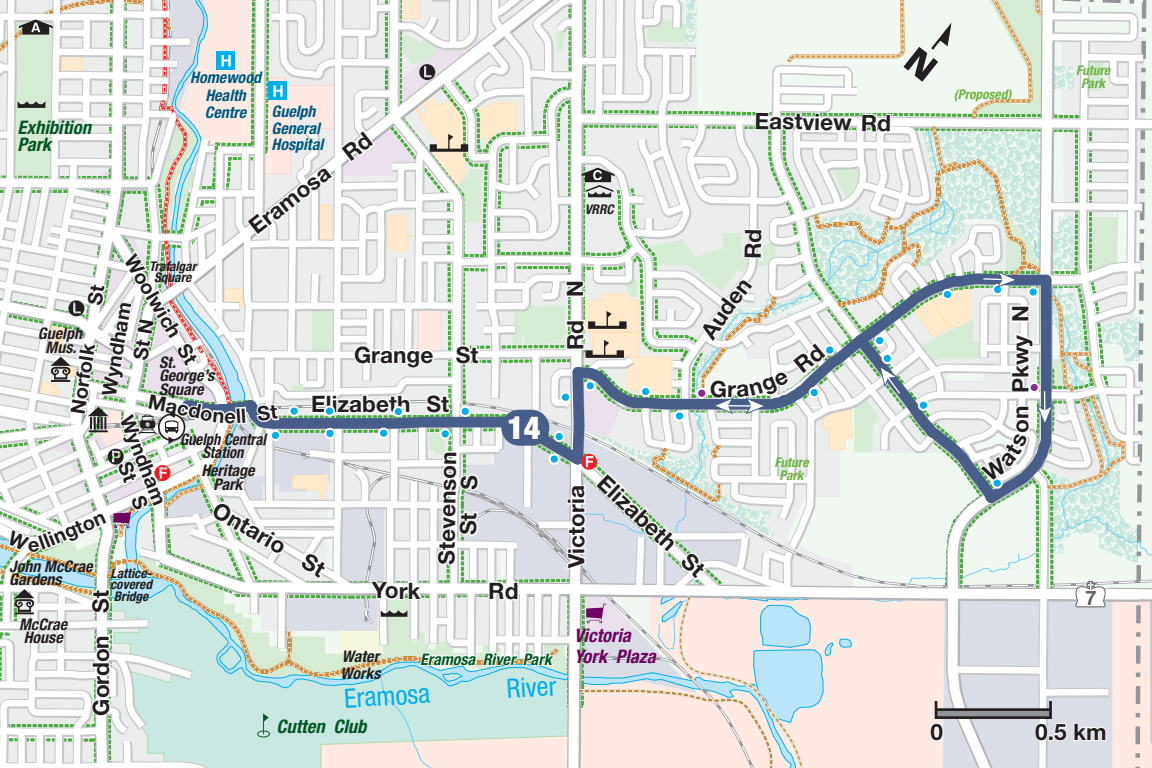 A
H
Homewood
Health
Centre
H
Guelph
General
Hospital
Exhibition
Park
L
Eramosa Rd
N
(Proposed)
Future
Park
Eastview Rd
C
VRRC
Trafalgar
Square
Woolwich St
L
Guelph
Mus.
Norfolk St
Wyndham
St N
St.
George's
Square
Grange St
Victoria Rd N
Auden Rd
Grange Rd
Watson Pkwy N
Macdonell St
Elizabeth St
14
Guelph Central
Station
Heritage
Park
P
F
Wyndham
St S
F
Future
Park
Elizabeth St
Stevenson
St S
Wellington
Ontario St
John McCrae
Gardens
Lattice-
covered
Bridge
McCrae
House
Gordon St
York Rd
7
Victoria
York Plaza
Water
Works
Eramosa River Park
Eramosa River
Cutten Club
0 0.5 km